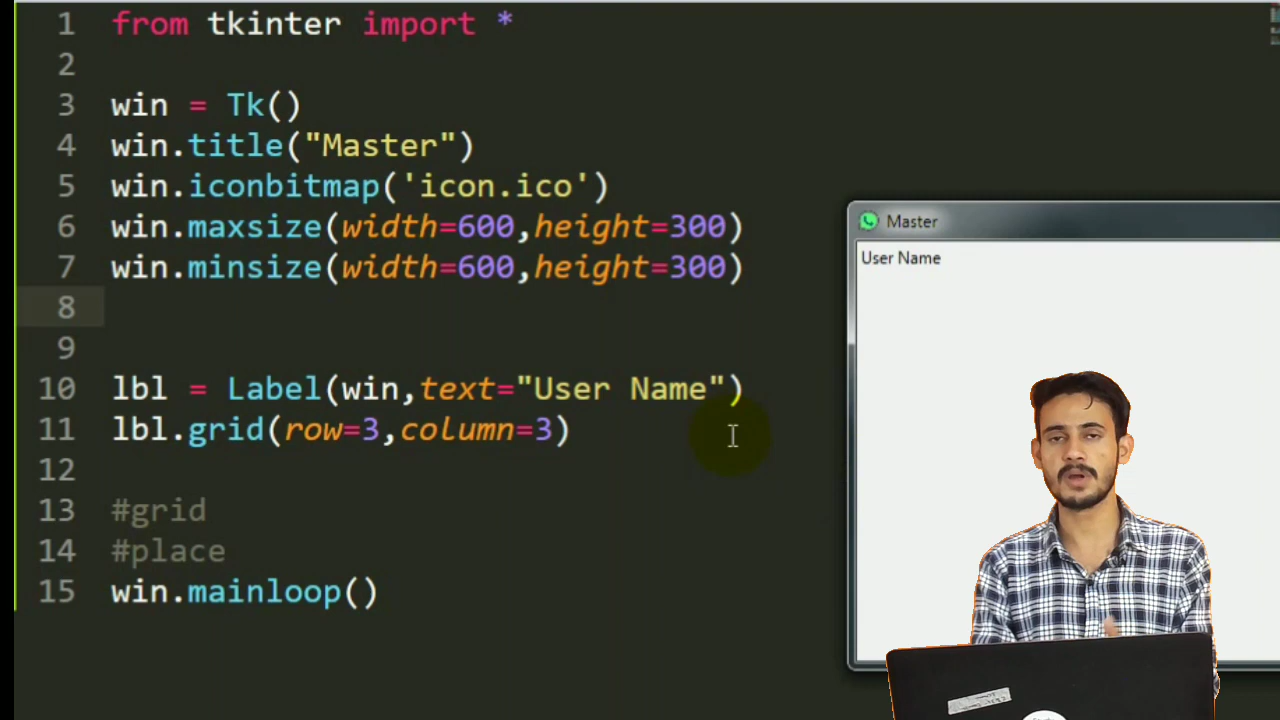 1 from tkinter import *
2
3 win = Tk()
4 win.title("Master")
5 win.iconbitmap('icon.ico')
6 win.maxsize(width=600,height=300)
7 win.minsize(width=600,height=300)
8
9
10 lbl = Label(win,text="User Name")
11 lbl.grid(row=3,column=3)
12
13 #grid
14 #place
15 win.mainloop()
Master
User Name